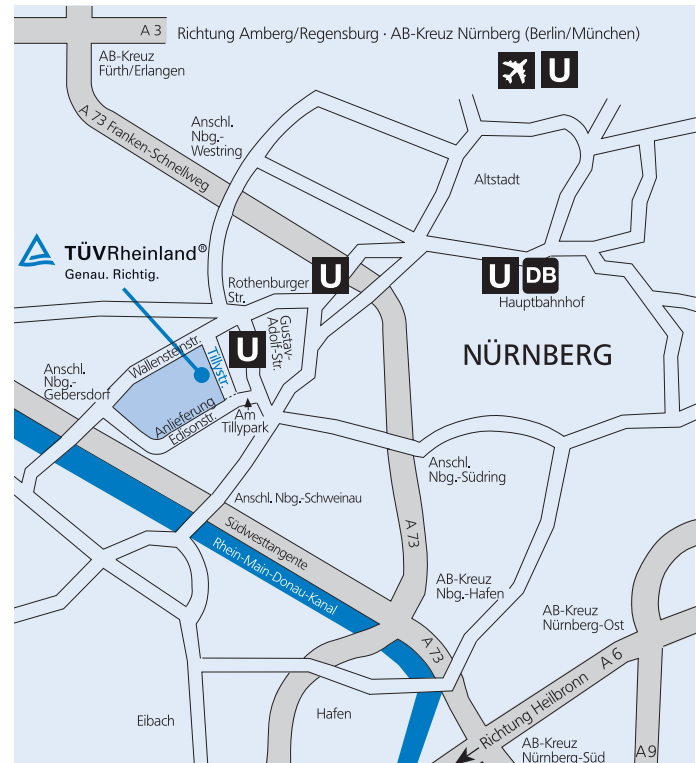 A 3
Richtung Amberg/Regensburg · AB-Kreuz Nürnberg (Berlin/München)
AB-Kreuz
Fürth/Erlangen
U
A 73 Franken-Schnellweg
Anschl.
Nbg.-
Westring
Altstadt
TÜVRheinland®
Genau. Richtig.
Rothenburger
Str.
U
U
DB
Hauptbahnhof
Gustav-
Adolf-Str.
U
Tillystr.
Wallensteinstr.
NÜRNBERG
Anschl.
Nbg.-
Gebersdorf
Anlieferung
Edisonstr.
Am
Tillypark
Anschl.
Nbg.-Südring
Anschl. Nbg.-Schweinau
Südwesttangente
Rhein-Main-Donau-Kanal
A 73
AB-Kreuz
Nbg.-Hafen
AB-Kreuz
Nürnberg-Ost
A 73
A 6
Richtung Heilbronn
Eibach
Hafen
AB-Kreuz
Nürnberg-Süd
A 9